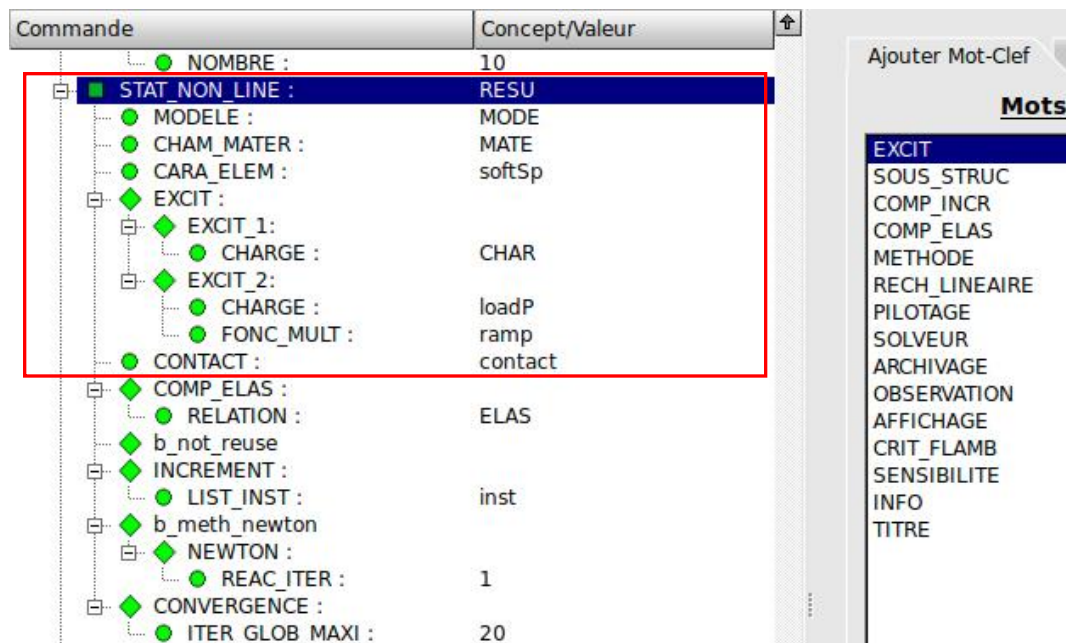 Commande Concept/Valeur
NOMBRE : 10
STAT_NON_LINE : RESU
MODELE : MODE
CHAM_MATER : MATE
CARA_ELEM : softSp
EXCIT :
EXCIT_1:
CHARGE : CHAR
EXCIT_2:
CHARGE : loadP
FONC_MULT : ramp
CONTACT : contact
COMP_ELAS :
RELATION : ELAS
b_not_reuse
INCREMENT :
LIST_INST : inst
b_meth_newton
NEWTON :
REAC_ITER : 1
CONVERGENCE :
ITER_GLOB_MAXI : 20
Ajouter Mot-Clef
Mots
EXCIT
SOUS_STRUC
COMP_INCR
COMP_ELAS
METHODE
RECH_LINEAIRE
PILOTAGE
SOLVEUR
ARCHIVAGE
OBSERVATION
AFFICHAGE
CRIT_FLAMB
SENSIBILITE
INFO
TITRE